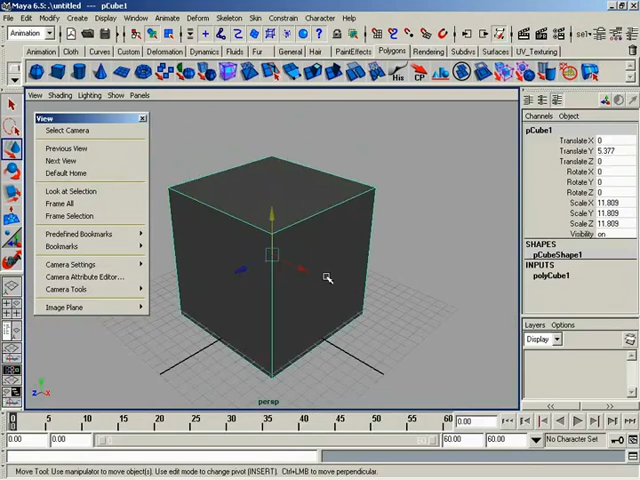 Maya 6.5: .\untitled --- pCube1
File Edit Modify Create Display Window Animate Deform Skeleton Skin Constraint Character Help
Animation
sel
Animation Cloth Curves Custom Deformation Dynamics Fluids Fur General Hair PaintEffects Polygons Rendering Subdivs Surfaces UV_Texturing
His CP
View Shading Lighting Show Panels
View
Select Camera
Previous View
Next View
Default Home
Look at Selection
Frame All
Frame Selection
Predefined Bookmarks
Bookmarks
Camera Settings
Camera Attribute Editor...
Camera Tools
Image Plane
persp
y
z x
Channels Object
pCube1
Translate X 0
Translate Y 5.377
Translate Z 0
Rotate X 0
Rotate Y 0
Rotate Z 0
Scale X 11.809
Scale Y 11.809
Scale Z 11.809
Visibility on
SHAPES
pCubeShape1
INPUTS
polyCube1
Layers Options
Display
0 5 10 15 20 25 30 35 40 45 50 55 60 0.00
0.00 0.00 60.00 60.00 No Character Set
Move Tool: Use manipulator to move object(s). Use edit mode to change pivot (INSERT). Ctrl+LMB to move perpendicular.